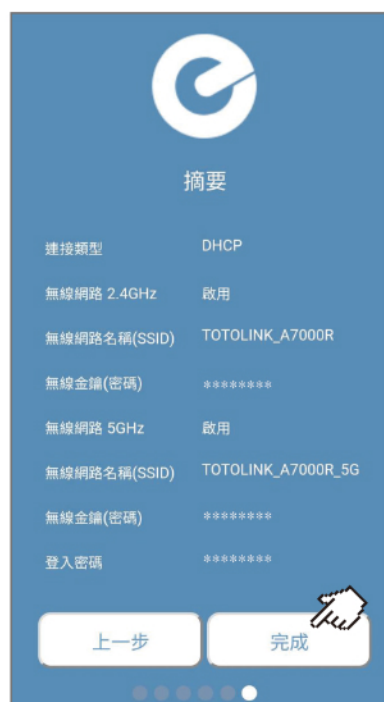 摘要
連接類型 DHCP
無線網路 2.4GHz 啟用
無線網路名稱(SSID) TOTOLINK_A7000R
無線金鑰(密碼) ********
無線網路 5GHz 啟用
無線網路名稱(SSID) TOTOLINK_A7000R_5G
無線金鑰(密碼) ********
登入密碼 ********
上一步 完成